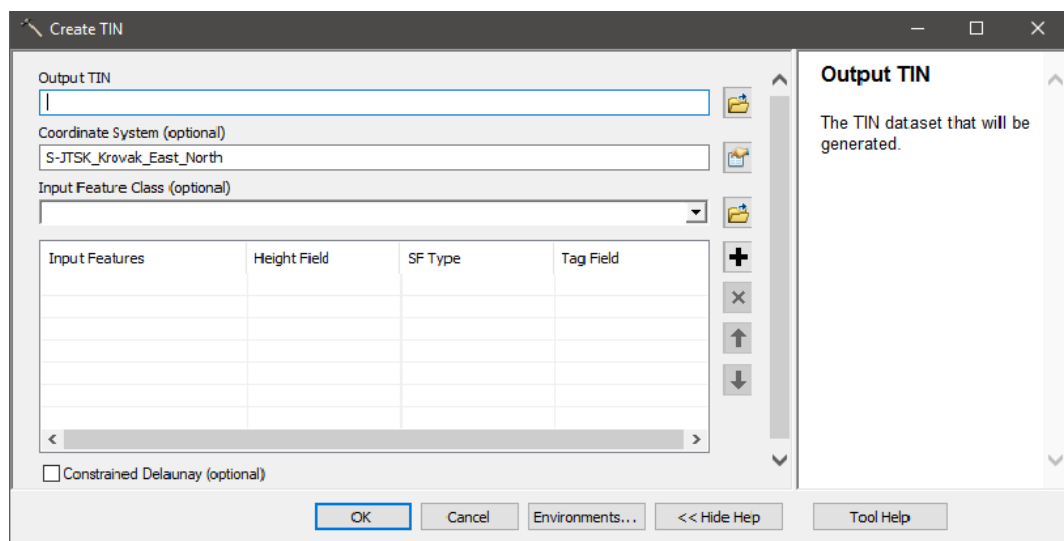 Create TIN
Output TIN
Coordinate System (optional)
S-JTSK_Krovak_East_North
Input Feature Class (optional)
Input Features Height Field SF Type Tag Field
Constrained Delaunay (optional)
OK Cancel Environments... << Hide Help Tool Help
Output TIN
The TIN dataset that will be
generated.